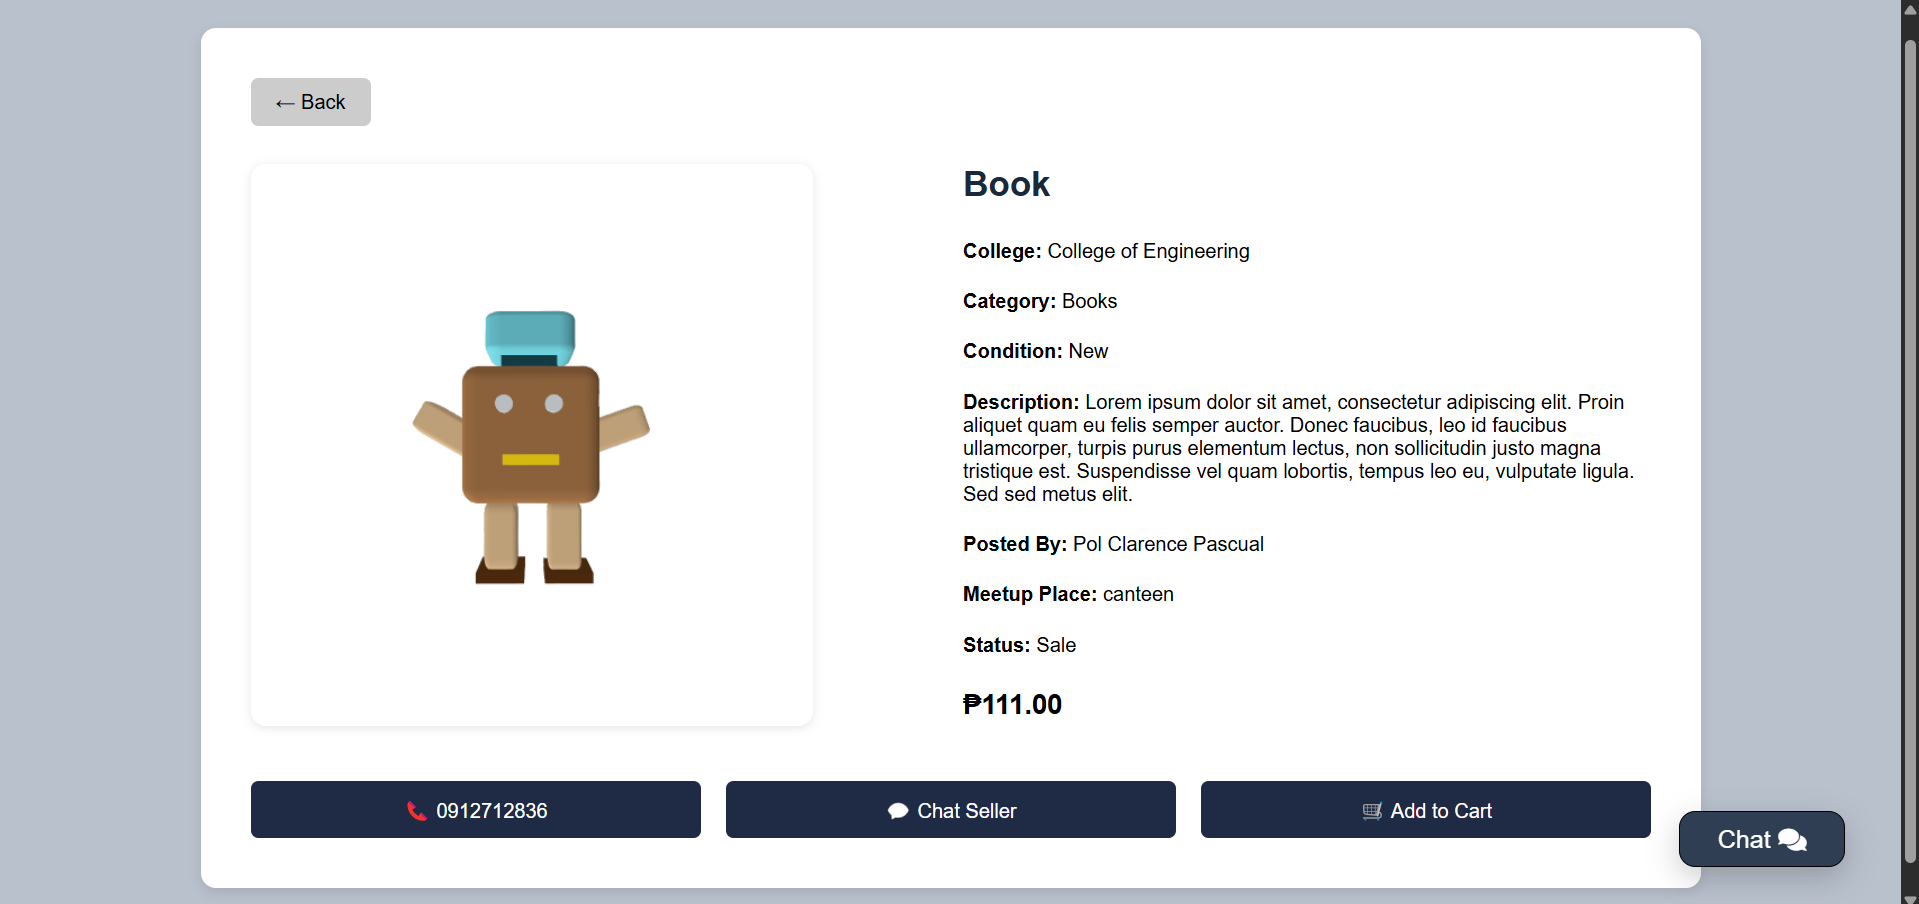 ← Back
Book
College: College of Engineering
Category: Books
Condition: New
Description: Lorem ipsum dolor sit amet, consectetur adipiscing elit. Proin
aliquet quam eu felis semper auctor. Donec faucibus, leo id faucibus
ullamcorper, turpis purus elementum lectus, non sollicitudin justo magna
tristique est. Suspendisse vel quam lobortis, tempus leo eu, vulputate ligula.
Sed sed metus elit.
Posted By: Pol Clarence Pascual
Meetup Place: canteen
Status: Sale
₱111.00
📞 0912712836
💬 Chat Seller
🛒 Add to Cart
Chat